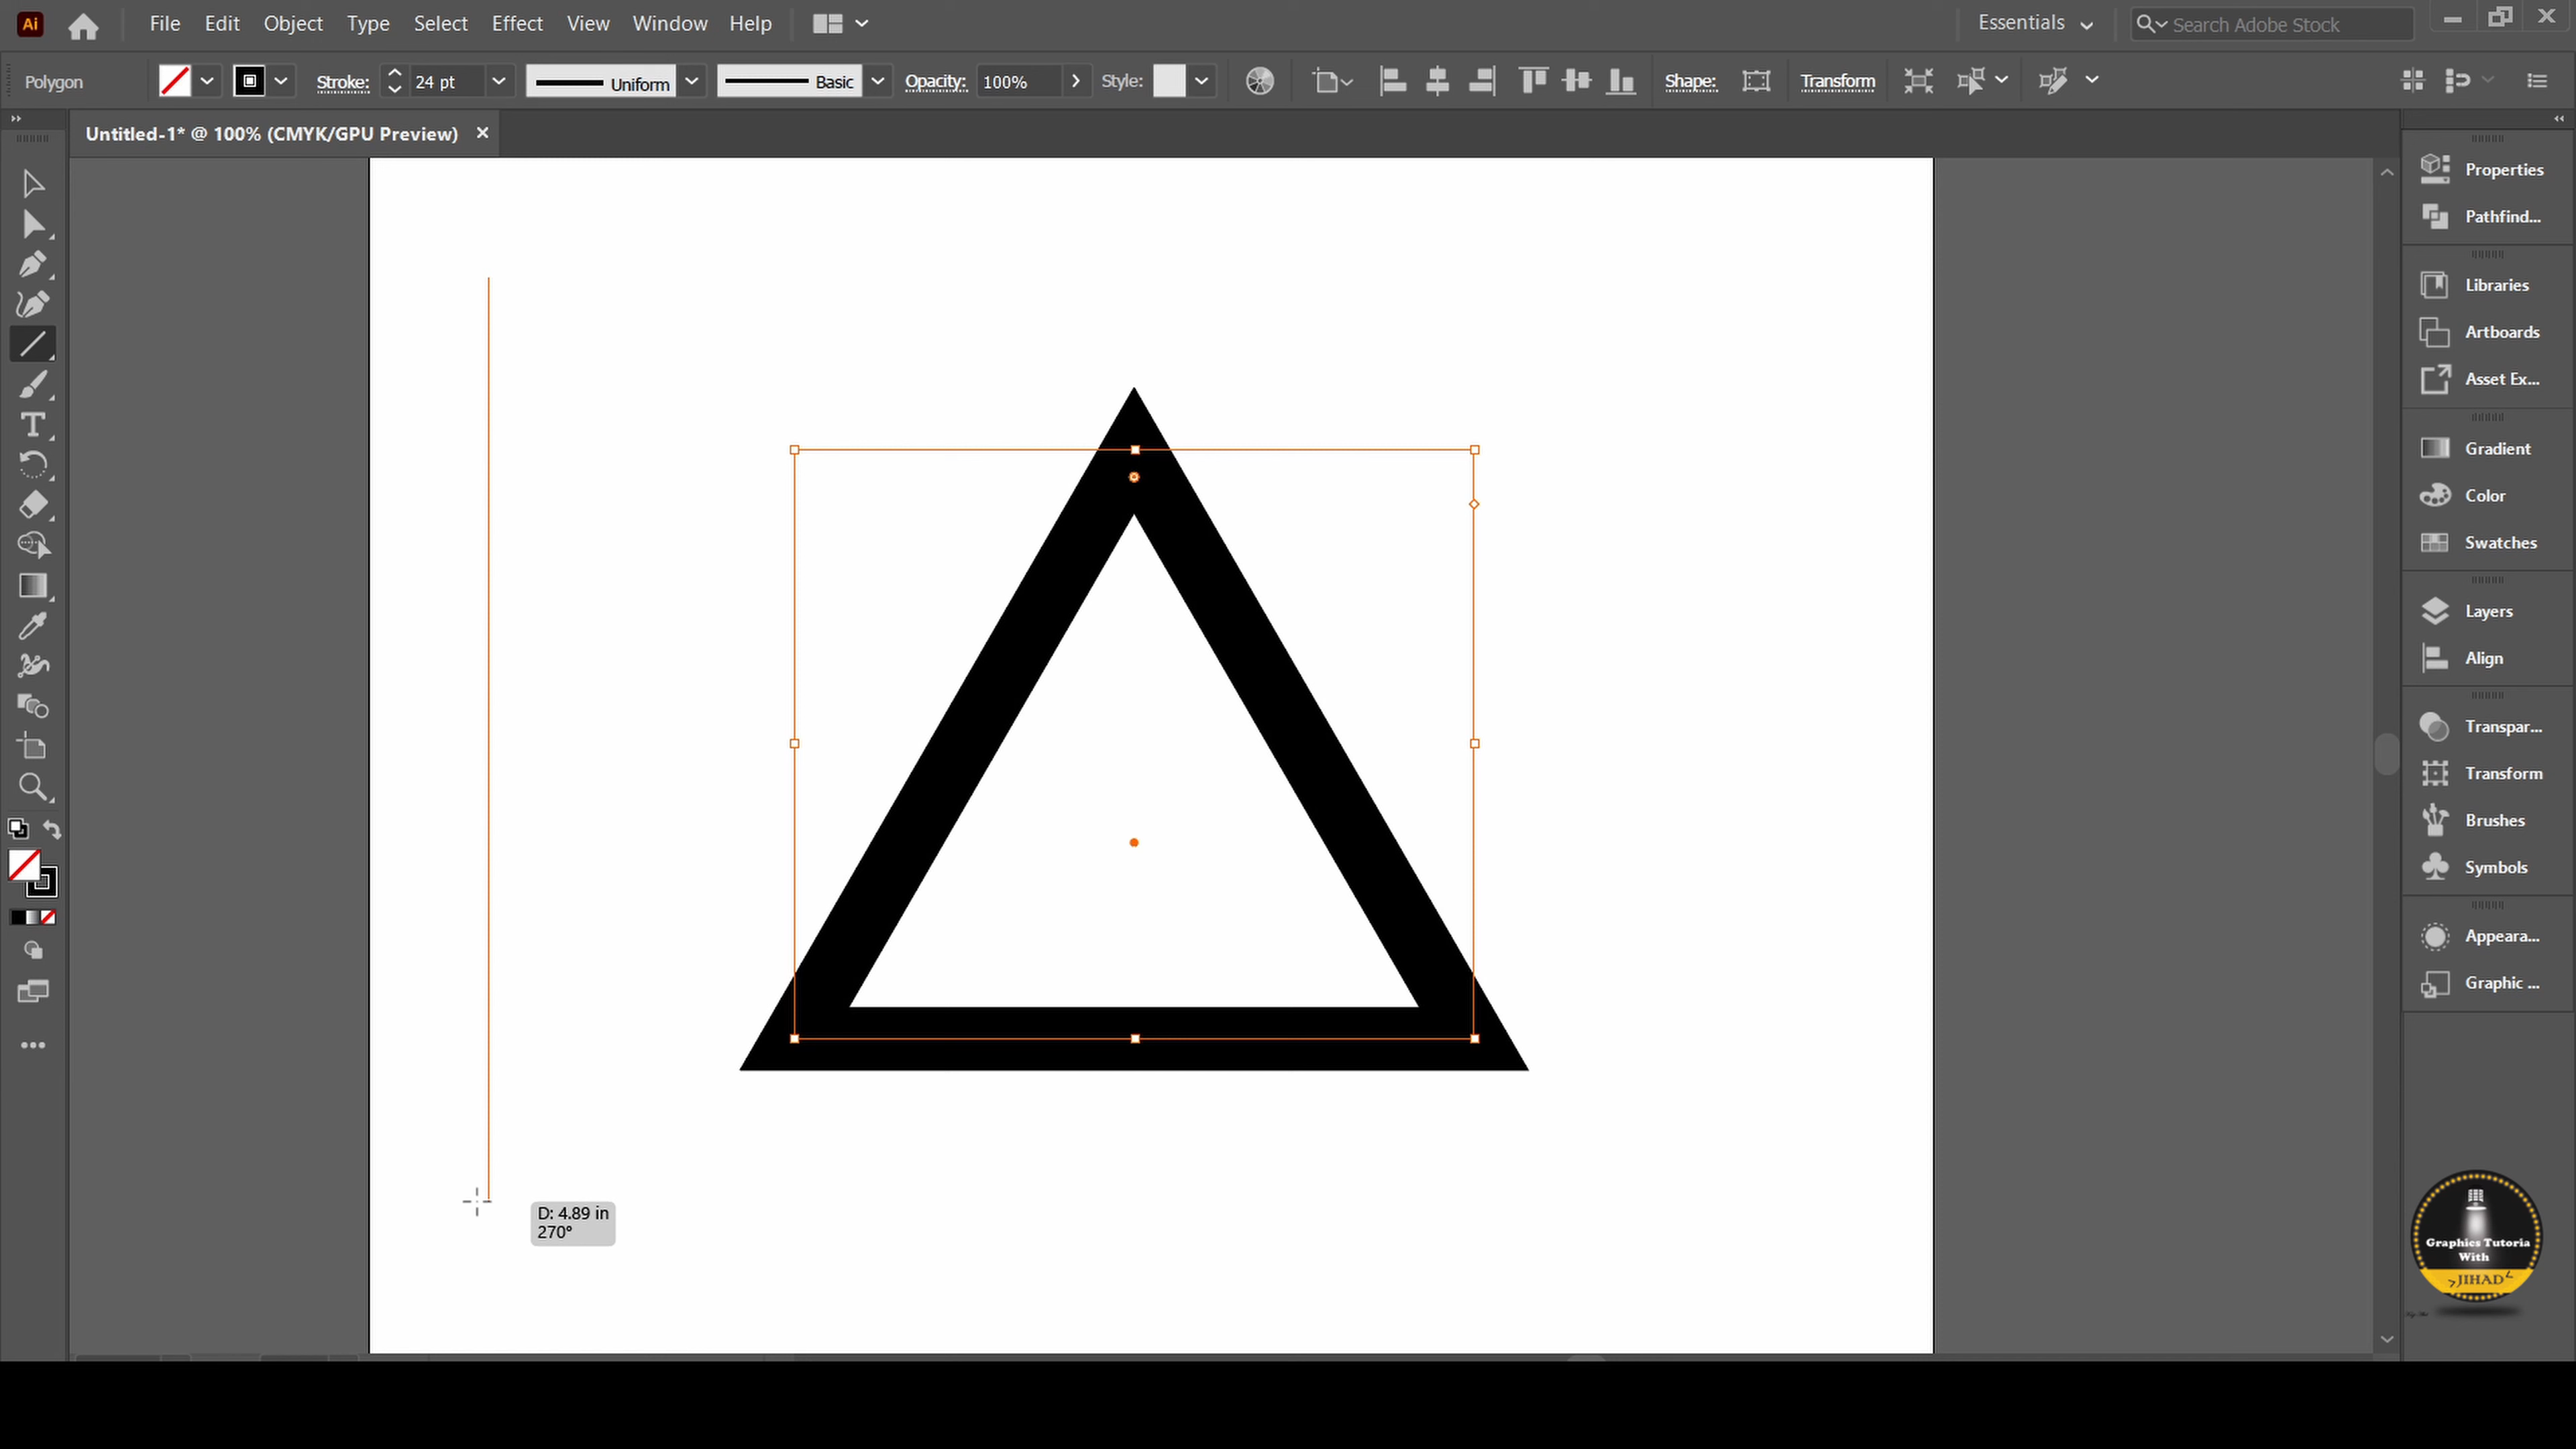 Ai File Edit Object Type Select Effect View Window Help Essentials Search Adobe Stock
Polygon Stroke: 24 pt Uniform Basic Opacity: 100% Style: Shape: Transform
Untitled-1* @ 100% (CMYK/GPU Preview)
Properties
Pathfind...
Libraries
Artboards
Asset Ex...
Gradient
Color
Swatches
Layers
Align
Transpar...
Transform
Brushes
Symbols
Appeara...
Graphic ...
D: 4.89 in
270°
Graphics Tutoria
With
JIHAD